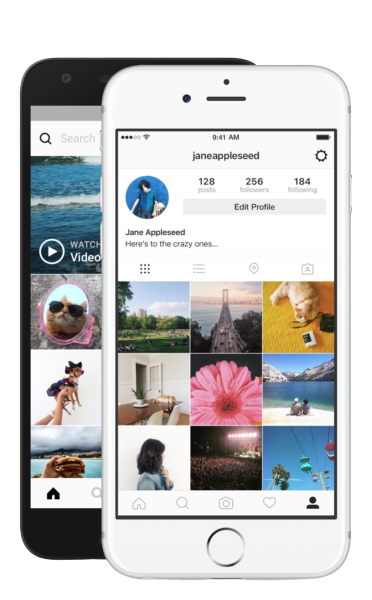 Search
WATCH
Video
9:41 AM
janeappleseed
128
posts
256
followers
184
following
Edit Profile
Jane Appleseed
Here's to the crazy ones...